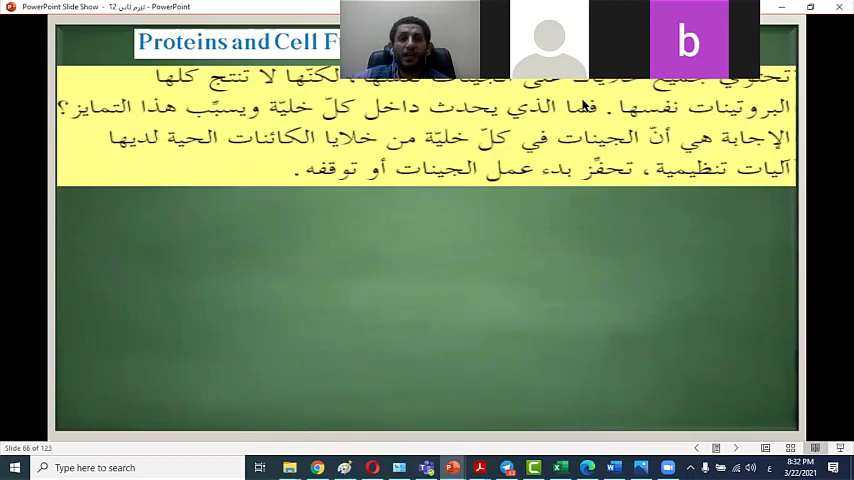 PowerPoint Slide Show - 12 تيرم ثاني - PowerPoint
Proteins and Cell F
b
تحتوي جميع خلاياك على الجينات نفسها، لكنّها لا تنتج كلها
البروتينات نفسها. فما الذي يحدث داخل كلّ خليّة ويسبِّب هذا التمايز؟
الإجابة هي أنّ الجينات في كلّ خليّة من خلايا الكائنات الحية لديها
آليات تنظيمية، تحفِّز بدء عمل الجينات أو توقفه.
Slide 66 of 123
Type here to search
ع
8:32 PM
3/22/2021